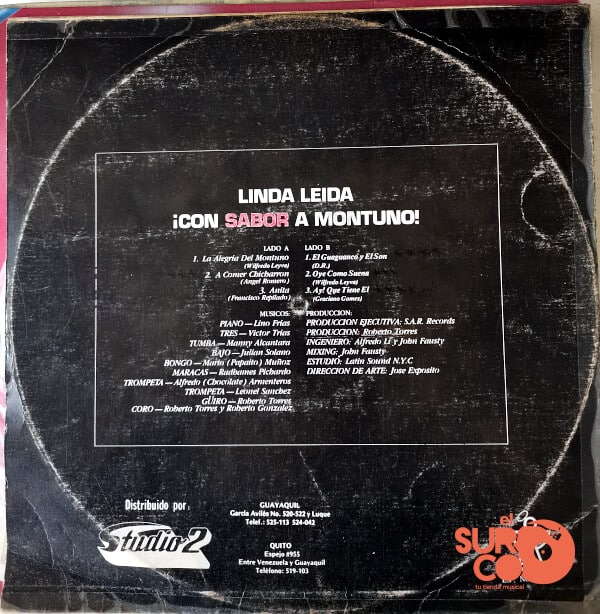 LINDA LEIDA
¡CON SABOR A MONTUNO!
LADO A
1. La Alegria Del Montuno
(Wilfredo Leyva)
2. A Comer Chicharron
(Angel Romero)
3. Anita
(Francisco Repilado)
LADO B
1. El Guaguancó y El Son
(D.R.)
2. Oye Como Suena
(Wilfredo Leyva)
3. Ay! Que Tiene El
(Graciano Gomes)
MUSICOS:
PIANO — Lino Frias
TRES — Victor Trias
TUMBA — Manny Alcantara
BAJO — Julian Solano
BONGO — Mario (Papaito) Muñoz
MARACAS — Radhames Pichardo
TROMPETA — Alfredo (Chocolate) Armenteros
TROMPETA — Leonel Sanchez
GÜIRO — Roberto Torres
CORO — Roberto Torres y Roberto Gonzalez
PRODUCCION:
PRODUCCION EJECUTIVA: S.A.R. Records
PRODUCCION: Roberto Torres
INGENIERO: Alfredo Li y John Fausty
MIXING: John Fausty
ESTUDIO: Latin Sound N.Y.C
DIRECCION DE ARTE: Jose Exposito
Distribuido por:
Studio-2
GUAYAQUIL
García Avilés No. 520-522 y Luque
Telef.: 525-113 524-042
QUITO
Espejo #955
Entre Venezuela y Guayaquil
Teléfono: 519-103
el
SURCO
tu tienda musical